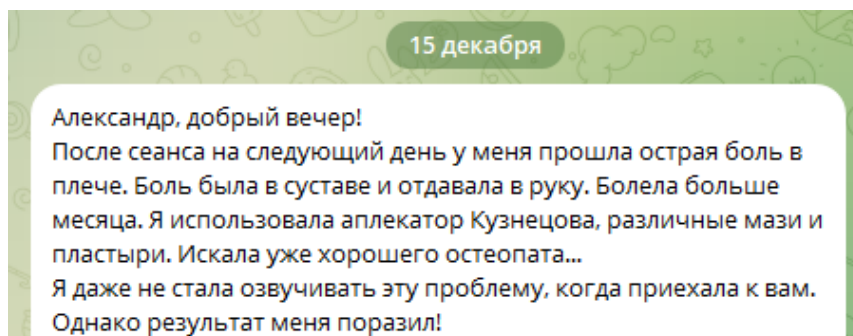 15 декабря
Александр, добрый вечер!
После сеанса на следующий день у меня прошла острая боль в
плече. Боль была в суставе и отдавала в руку. Болела больше
месяца. Я использовала аплекатор Кузнецова, различные мази и
пластыри. Искала уже хорошего остеопата...
Я даже не стала озвучивать эту проблему, когда приехала к вам.
Однако результат меня поразил!